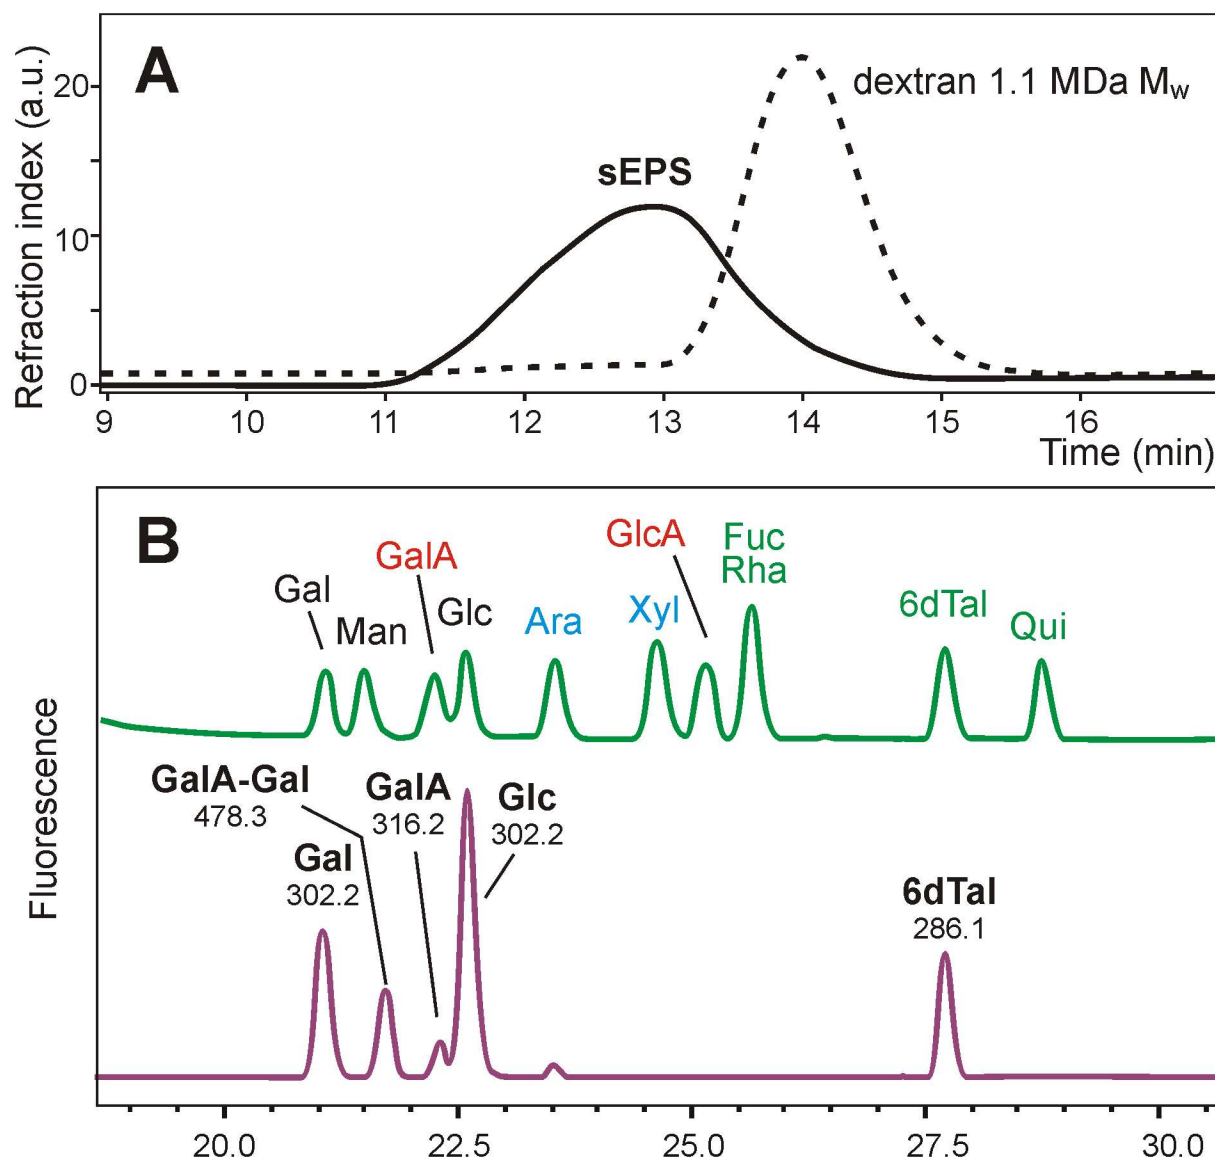 A
Refraction index (a.u.)
20
10
0
sEPS
dextran 1.1 MDa Mw
9 10 11 12 13 14 15 16
Time (min)
B
Fluorescence
Gal
Man
GalA
Glc
Ara
Xyl
GlcA
Fuc
Rha
6dTal
Qui
GalA-Gal
478.3
Gal
302.2
GalA
316.2
Glc
302.2
6dTal
286.1
20.0 22.5 25.0 27.5 30.0